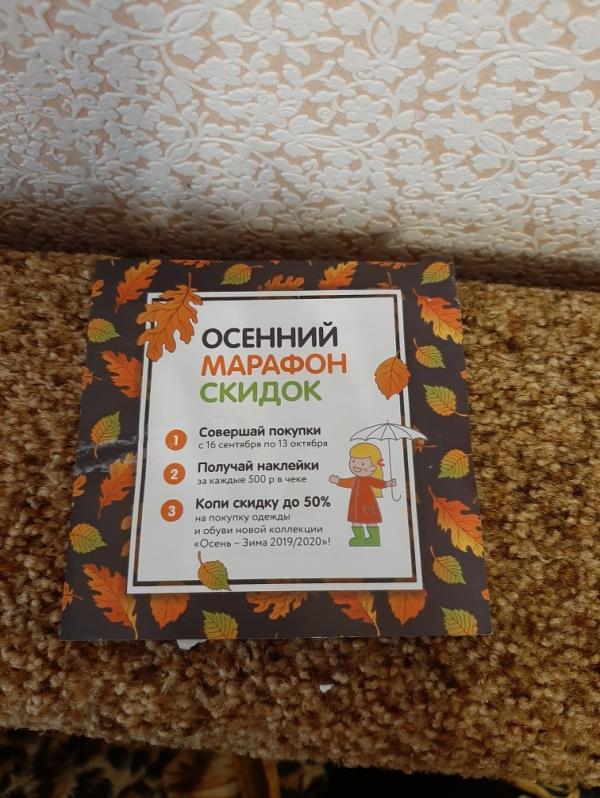 ОСЕННИЙ
МАРАФОН
СКИДОК
1 Совершай покупки
с 16 сентября по 13 октября
2 Получай наклейки
за каждые 500 р в чеке
3 Копи скидку до 50%
на покупку одежды
и обуви новой коллекции
«Осень – Зима 2019/2020»!